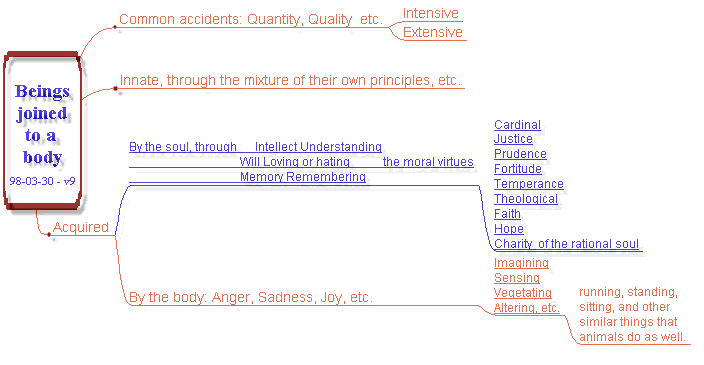 Beings
joined
to a
body
98-03-30 - v9
Common accidents: Quantity, Quality etc.
Intensive
Extensive
Innate, through the mixture of their own principles, etc.
Acquired
By the soul, through Intellect Understanding
Will Loving or hating the moral virtues
Memory Remembering
Cardinal
Justice
Prudence
Fortitude
Temperance
Theological
Faith
Hope
Charity of the rational soul
By the body: Anger, Sadness, Joy, etc.
Imagining
Sensing
Vegetating
Altering, etc.
running, standing,
sitting, and other
similar things that
animals do as well.